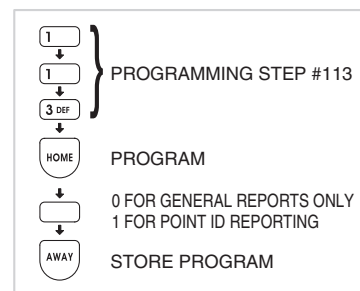 1
1 PROGRAMMING STEP #113
3 DEF
HOME PROGRAM
0 FOR GENERAL REPORTS ONLY
1 FOR POINT ID REPORTING
AWAY STORE PROGRAM